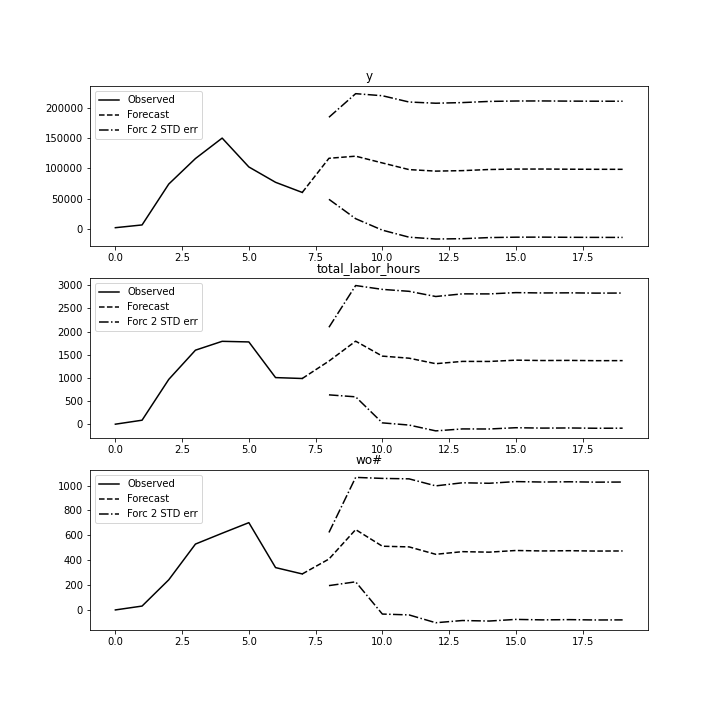 y
Observed
Forecast
Forc 2 STD err
200000
150000
100000
50000
0
0.0 2.5 5.0 7.5 10.0 12.5 15.0 17.5
total_labor_hours
Observed
Forecast
Forc 2 STD err
3000
2500
2000
1500
1000
500
0
0.0 2.5 5.0 7.5 10.0 12.5 15.0 17.5
wo#
Observed
Forecast
Forc 2 STD err
1000
800
600
400
200
0
0.0 2.5 5.0 7.5 10.0 12.5 15.0 17.5